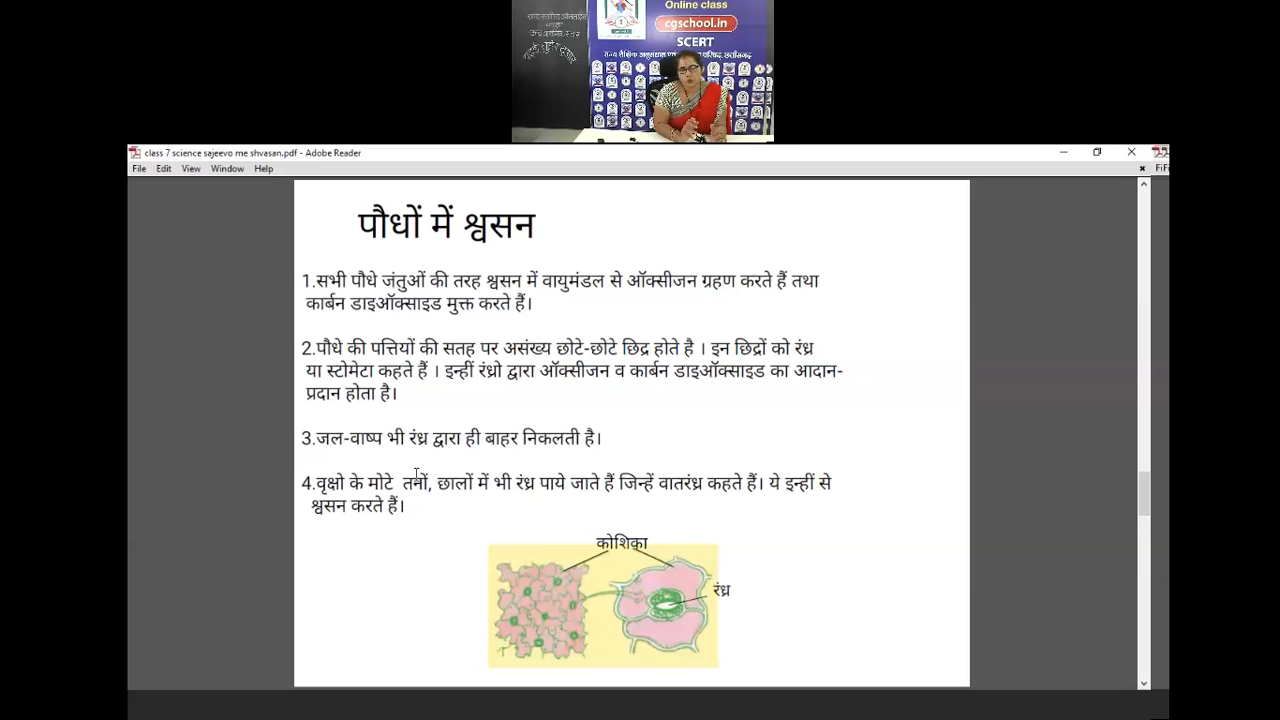 Online class
cgschool.in
SCERT
class 7 science sajeevo me shvasan.pdf - Adobe Reader
File Edit View Window Help
पौधों में श्वसन
1.सभी पौधे जंतुओं की तरह श्वसन में वायुमंडल से ऑक्सीजन ग्रहण करते हैं तथा
कार्बन डाइऑक्साइड मुक्त करते हैं।
2.पौधे की पत्तियों की सतह पर असंख्य छोटे-छोटे छिद्र होते है । इन छिद्रों को रंध्र
या स्टोमेटा कहते हैं । इन्हीं रंध्रो द्वारा ऑक्सीजन व कार्बन डाइऑक्साइड का आदान-
प्रदान होता है।
3.जल-वाष्प भी रंध्र द्वारा ही बाहर निकलती है।
4.वृक्षो के मोटे तनों, छालों में भी रंध्र पाये जाते हैं जिन्हें वातरंध्र कहते हैं। ये इन्हीं से
श्वसन करते हैं।
कोशिका
रंध्र